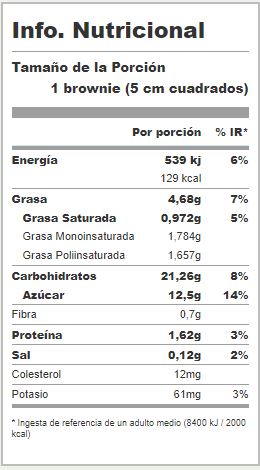 Info. Nutricional
Tamaño de la Porción
1 brownie (5 cm cuadrados)
Por porción % IR*
Energía 539 kj 6%
129 kcal
Grasa 4,68g 7%
Grasa Saturada 0,972g 5%
Grasa Monoinsaturada 1,784g
Grasa Poliinsaturada 1,657g
Carbohidratos 21,26g 8%
Azúcar 12,5g 14%
Fibra 0,7g
Proteína 1,62g 3%
Sal 0,12g 2%
Colesterol 12mg
Potasio 61mg 3%
* Ingesta de referencia de un adulto medio (8400 kJ / 2000
kcal)